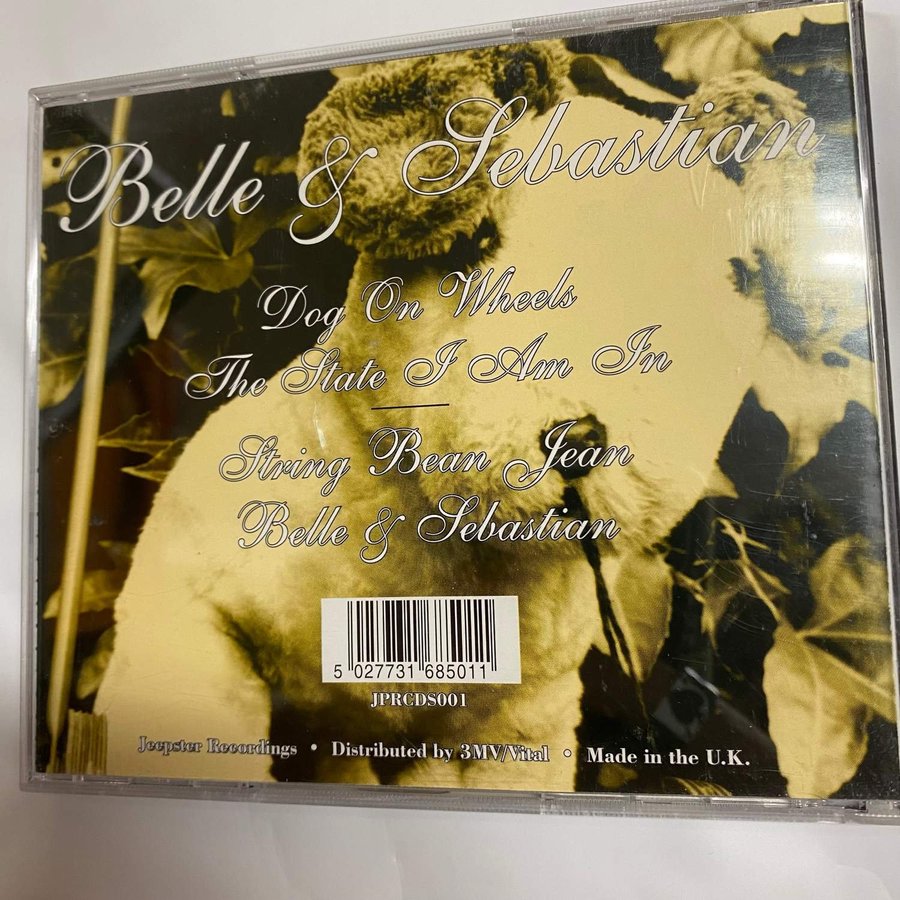 Belle & Sebastian
Dog On Wheels
The State I Am In
String Bean Jean
Belle & Sebastian
5 027731 685011
JPRCDS001
Jeepster Recordings • Distributed by 3MV/Vital • Made in the U.K.